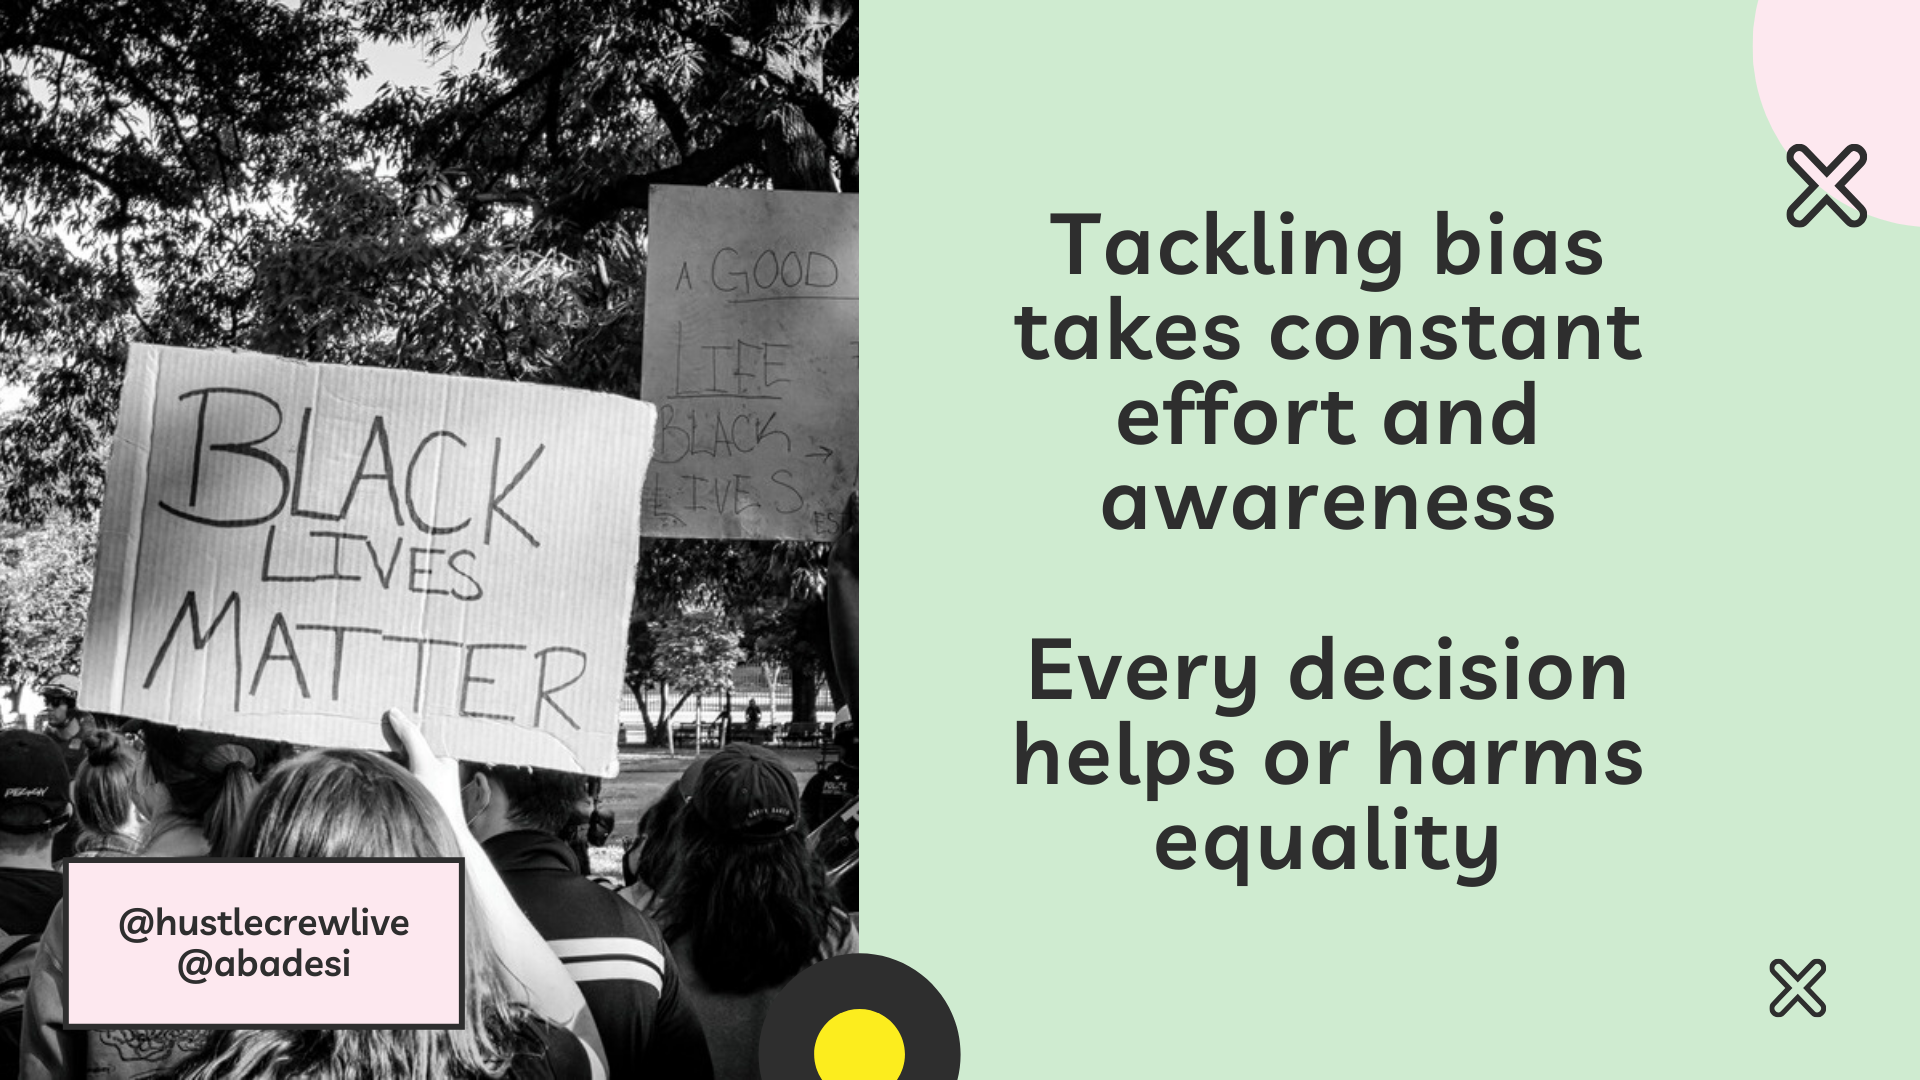 BLACK
LIVES
MATTER
A GOOD
LIFE
BLACK →
LIVES
POLICE
@hustlecrewlive
@abadesi
Tackling bias
takes constant
effort and
awareness
Every decision
helps or harms
equality